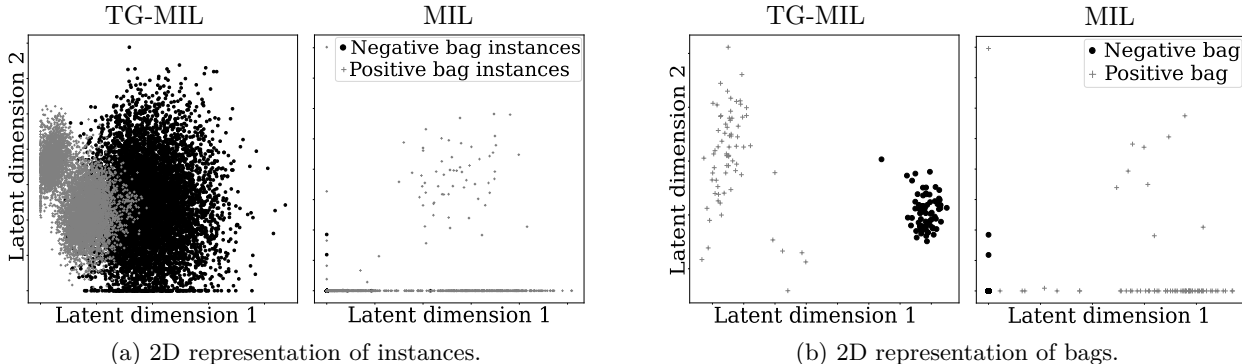 TG-MIL
MIL
Latent dimension 2
Negative bag instances
Positive bag instances
Latent dimension 1
Latent dimension 1
(a) 2D representation of instances.
TG-MIL
MIL
Latent dimension 2
Negative bag
Positive bag
Latent dimension 1
Latent dimension 1
(b) 2D representation of bags.